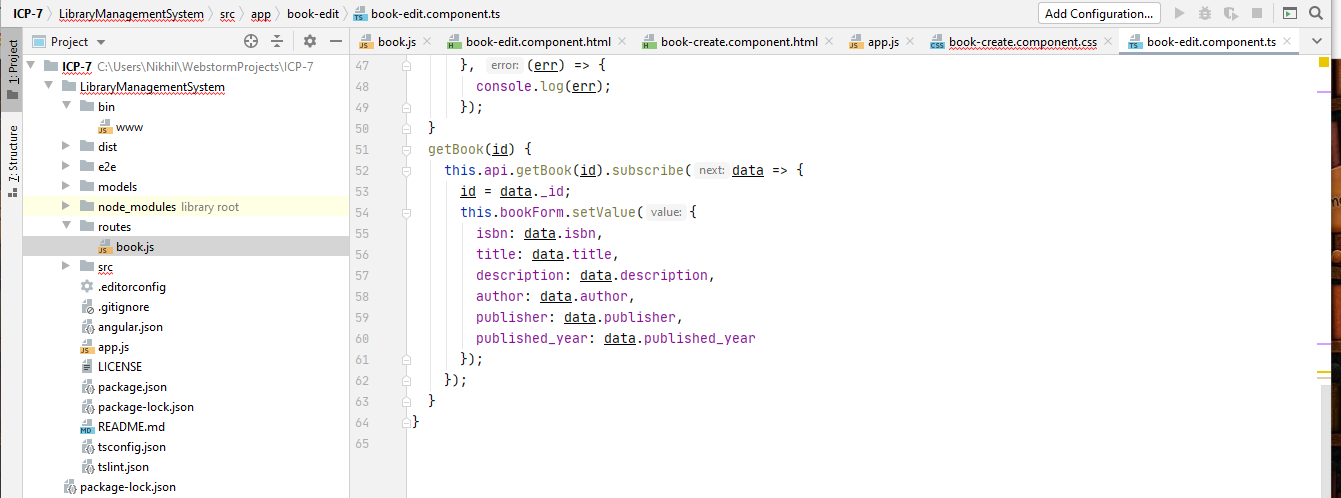 ICP-7 LibraryManagementSystem src app book-edit book-edit.component.ts Add Configuration...
Project book.js book-edit.component.html book-create.component.html app.js book-create.component.css book-edit.component.ts
1: Project
7: Structure
ICP-7 C:\Users\Nikhil\WebstormProjects\ICP-7
LibraryManagementSystem
bin
www
dist
e2e
models
node_modules library root
routes
book.js
src
.editorconfig
.gitignore
angular.json
app.js
LICENSE
package.json
package-lock.json
README.md
tsconfig.json
tslint.json
package-lock.json
47 }, error: (err) => {
48 console.log(err);
49 });
50 }
51 getBook(id) {
52 this.api.getBook(id).subscribe( next: data => {
53 id = data._id;
54 this.bookForm.setValue( value: {
55 isbn: data.isbn,
56 title: data.title,
57 description: data.description,
58 author: data.author,
59 publisher: data.publisher,
60 published_year: data.published_year
61 });
62 });
63 }
64 }
65